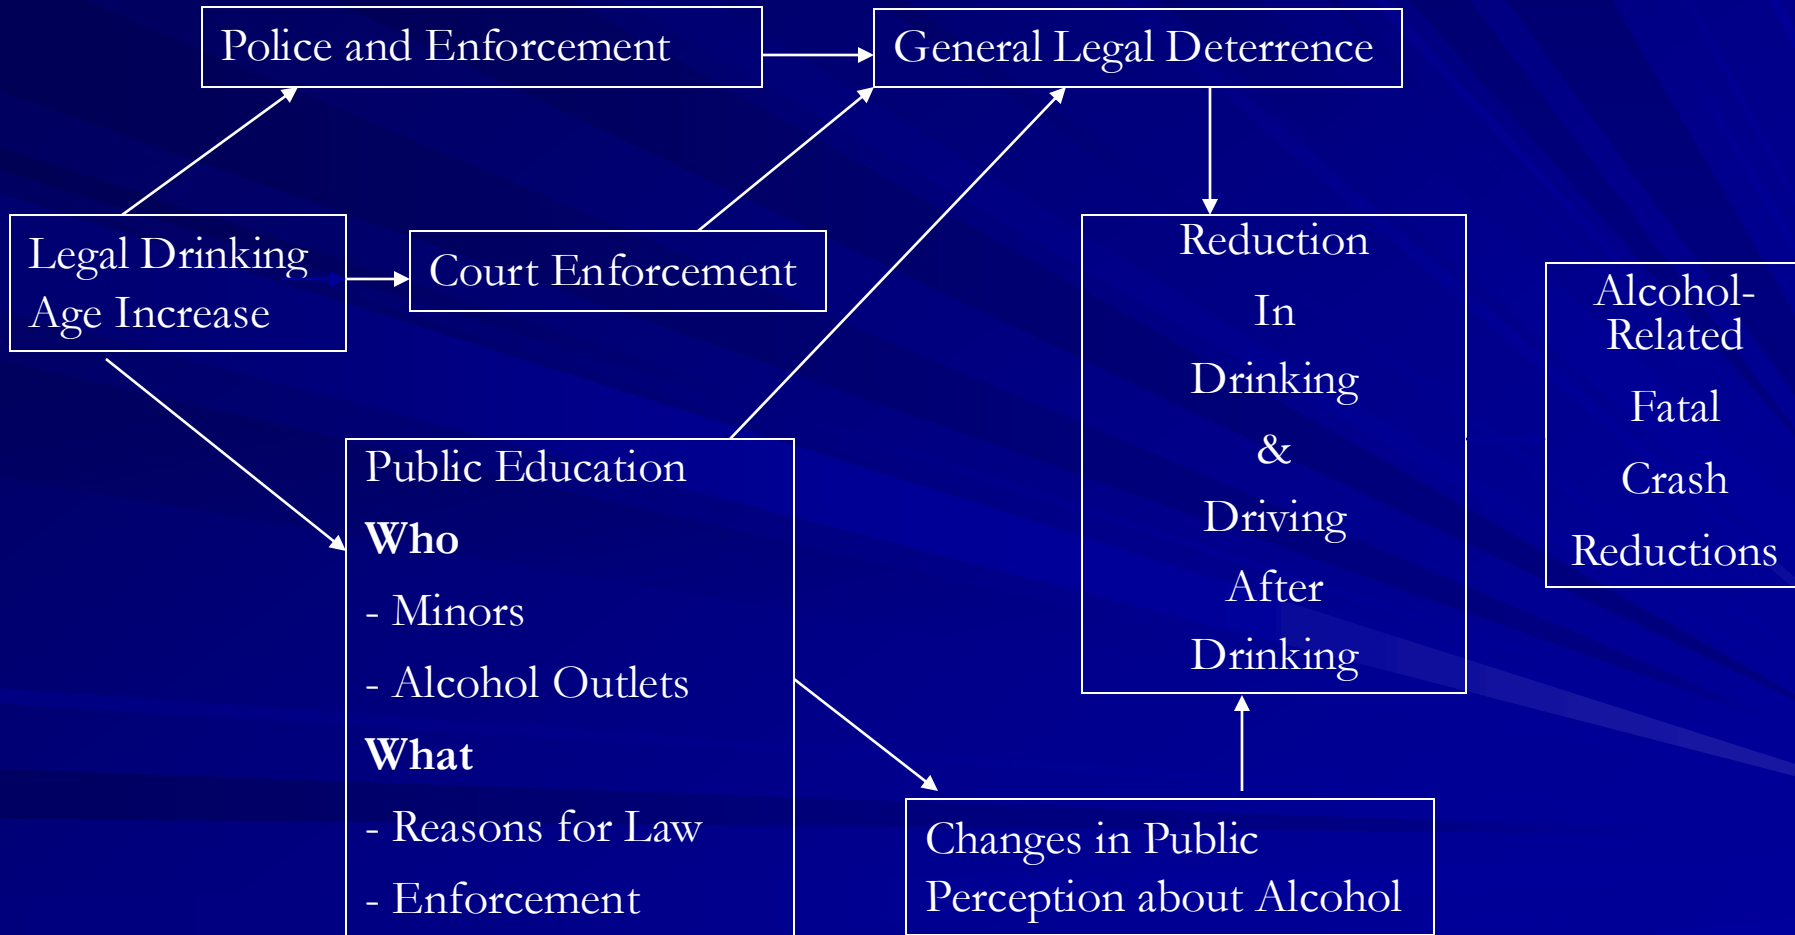 Police and Enforcement
General Legal Deterrence
Legal Drinking
Age Increase
Court Enforcement
Reduction
In
Drinking
&
Driving
After
Drinking
Alcohol-
Related
Fatal
Crash
Reductions
Public Education
Who
- Minors
- Alcohol Outlets
What
- Reasons for Law
- Enforcement
Changes in Public
Perception about Alcohol